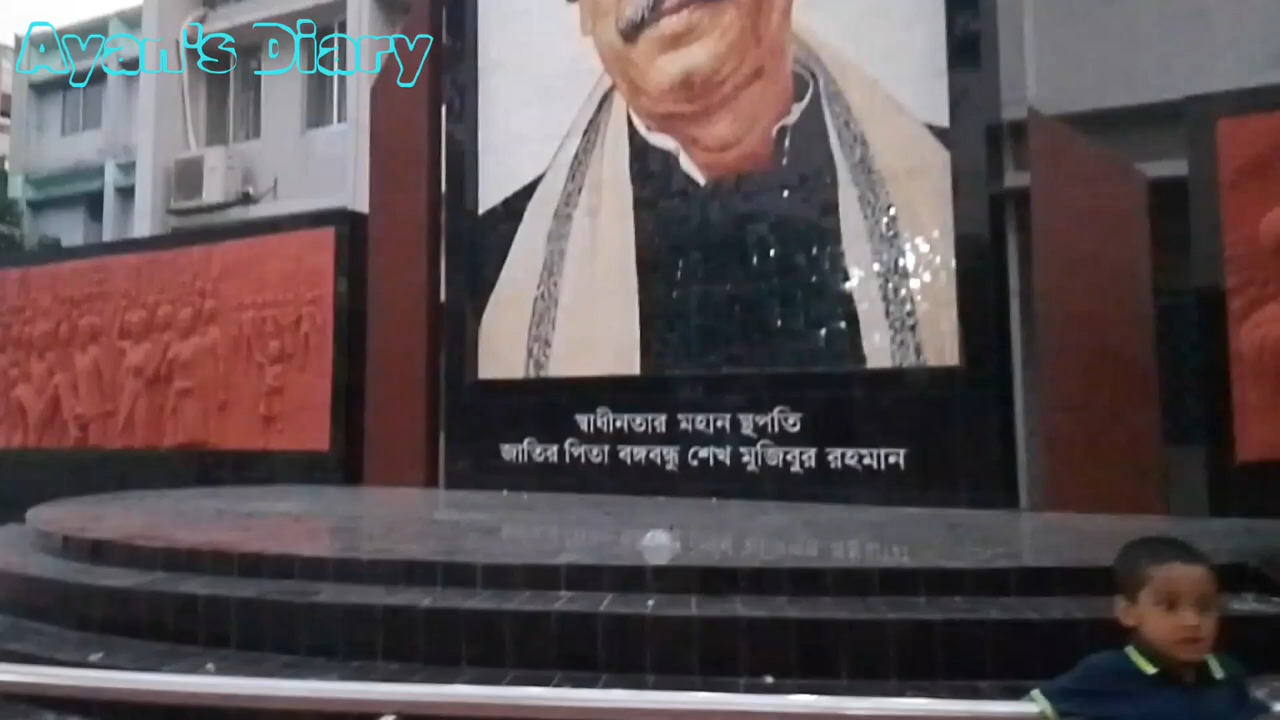 Ayan's Diary
স্বাধীনতার মহান স্থপতি
জাতির পিতা বঙ্গবন্ধু শেখ মুজিবুর রহমান